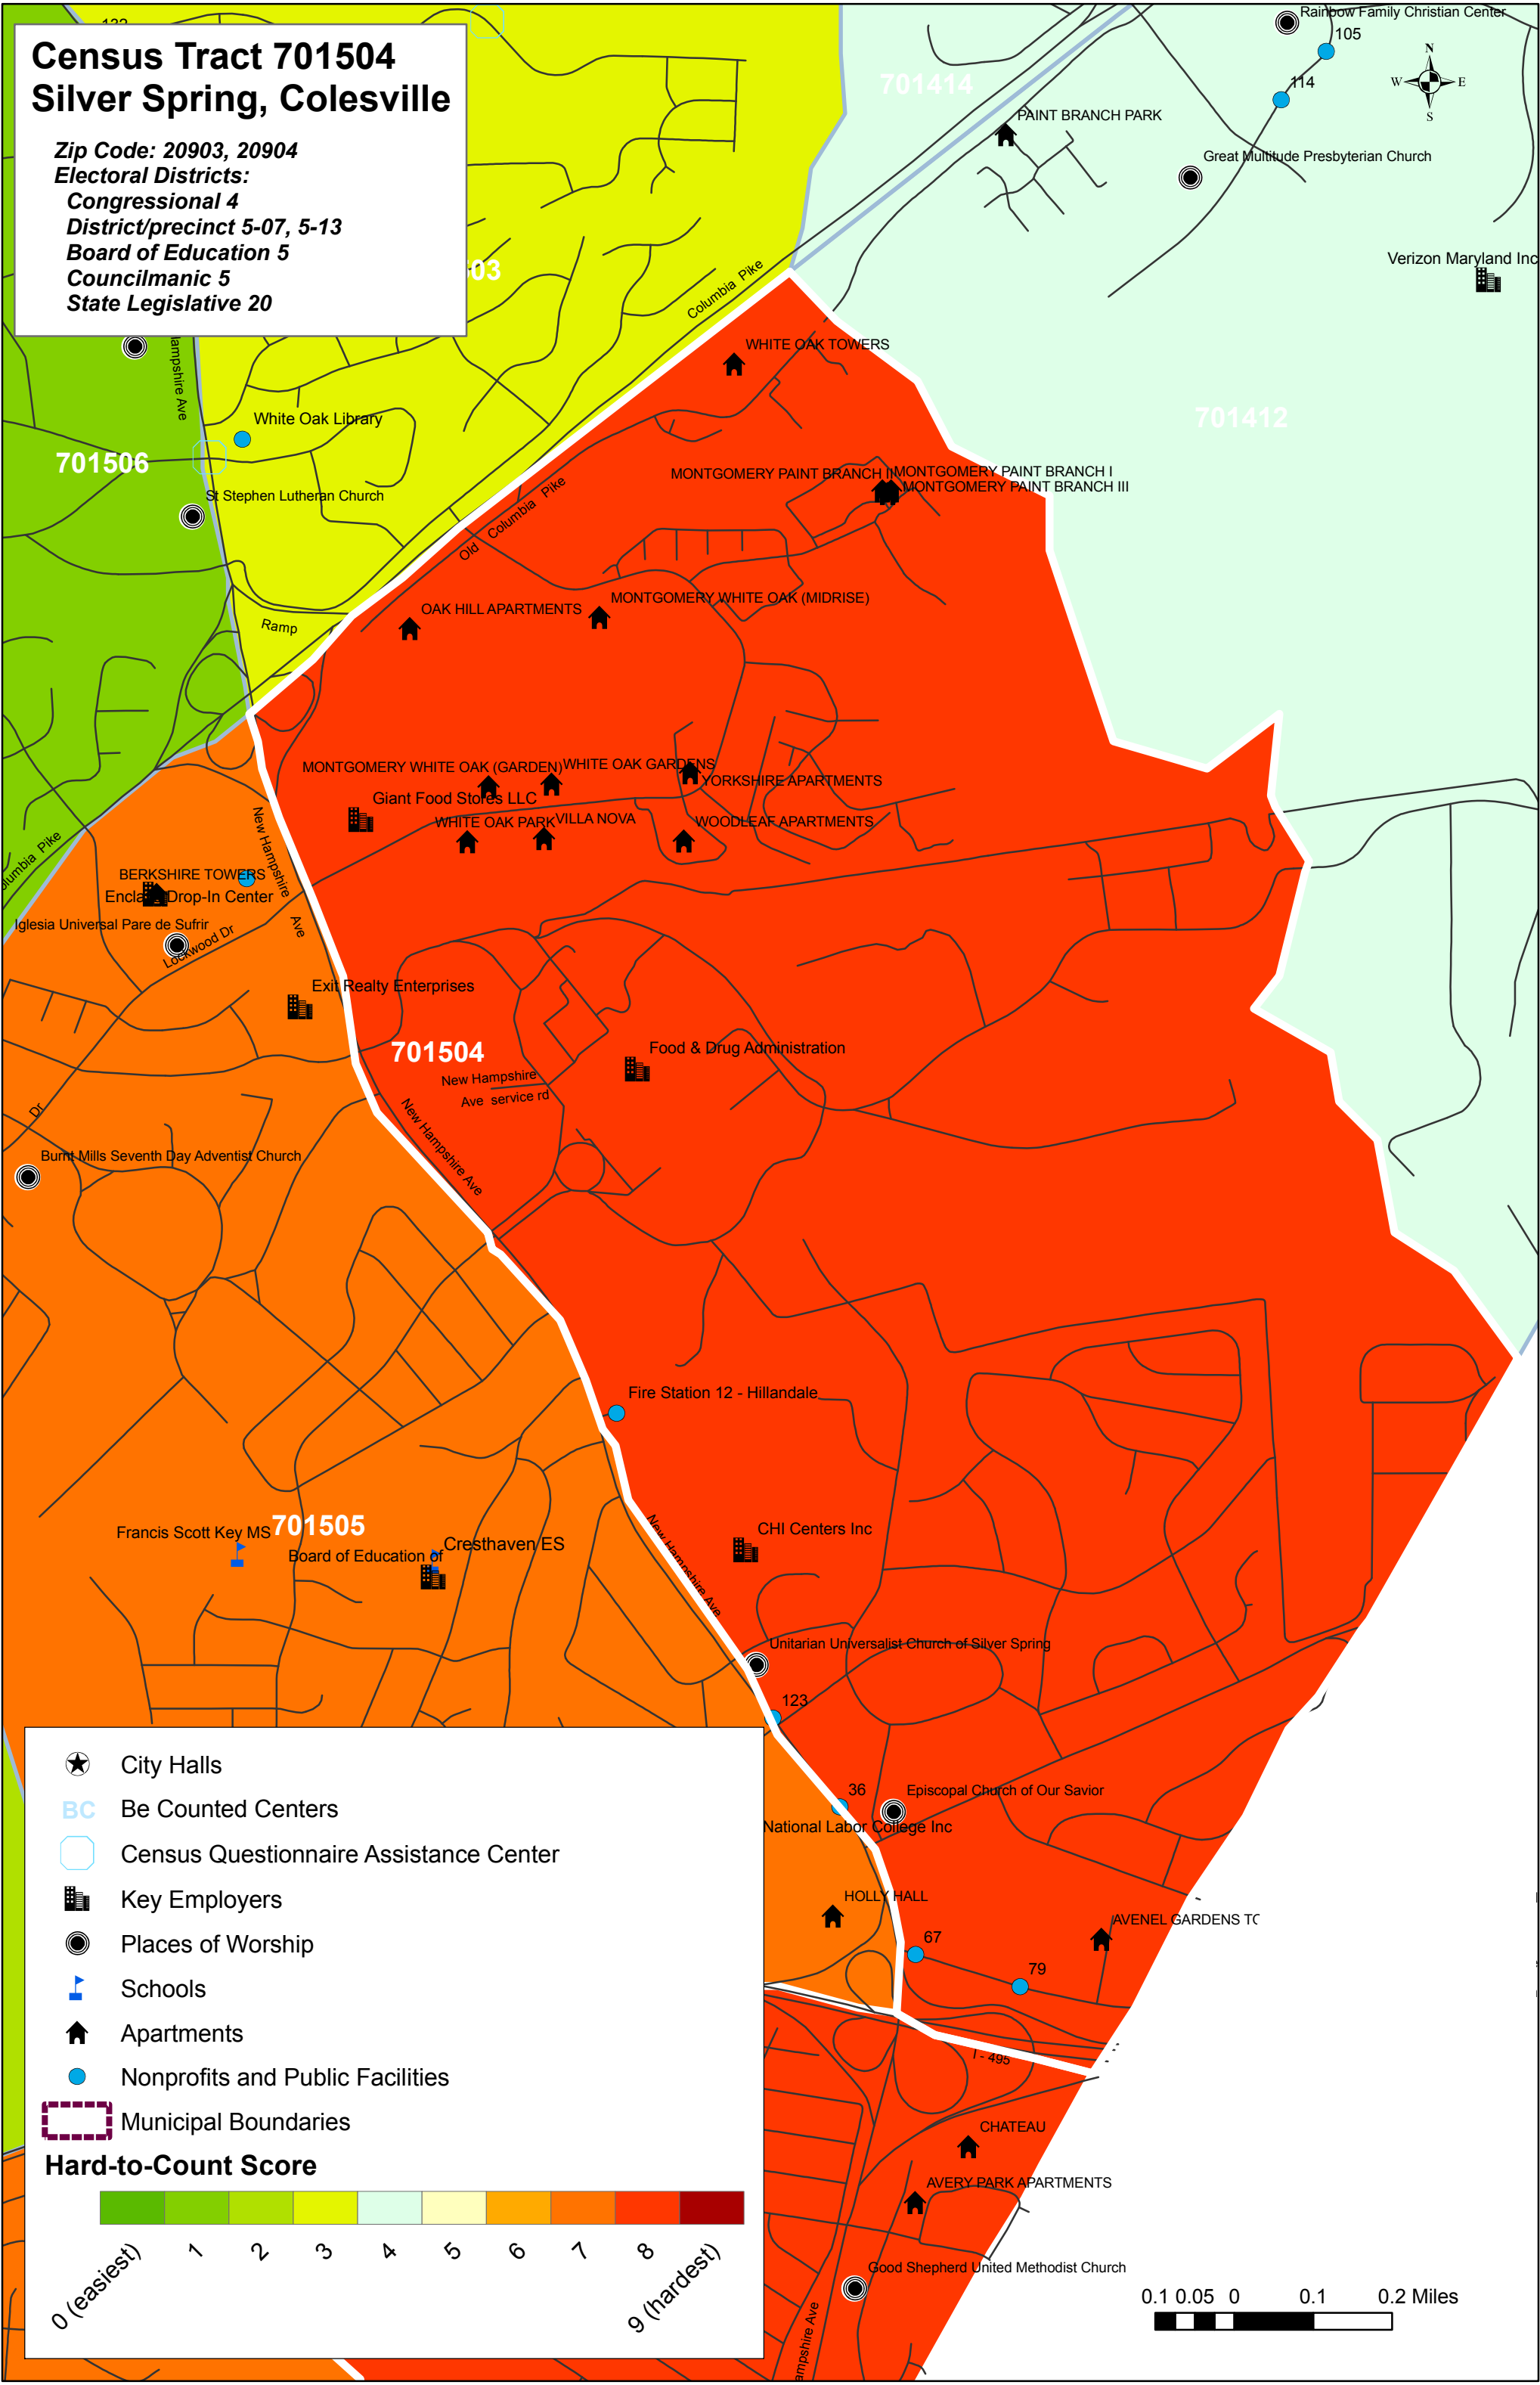 Census Tract 701504
Silver Spring, Colesville
Zip Code: 20903, 20904
Electoral Districts:
Congressional 4
District/precinct 5-07, 5-13
Board of Education 5
Councilmanic 5
State Legislative 20
701414
Rainbow Family Christian Center
105
114
N
W
E
S
PAINT BRANCH PARK
Great Multitude Presbyterian Church
Verizon Maryland Inc
Columbia Pike
WHITE OAK TOWERS
701412
White Oak Library
701506
St Stephen Lutheran Church
MONTGOMERY PAINT BRANCH II
MONTGOMERY PAINT BRANCH I
MONTGOMERY PAINT BRANCH III
Old Columbia Pike
OAK HILL APARTMENTS
MONTGOMERY WHITE OAK (MIDRISE)
Ramp
MONTGOMERY WHITE OAK (GARDEN)
WHITE OAK GARDENS
YORKSHIRE APARTMENTS
Giant Food Stores LLC
WHITE OAK PARK
VILLA NOVA
WOODLEAF APARTMENTS
New Hampshire Ave
BERKSHIRE TOWERS
Drop-In Center
Iglesia Universal Pare de Sufrir
Lockwood Dr
Exit Realty Enterprises
701504
Food & Drug Administration
New Hampshire
Ave service rd
New Hampshire Ave
Dr
Burnt Mills Seventh Day Adventist Church
Fire Station 12 - Hillandale
Francis Scott Key MS
701505
Board of Education of
Cresthaven ES
CHI Centers Inc
New Hampshire Ave
Unitarian Universalist Church of Silver Spring
123
36
Episcopal Church of Our Savior
National Labor College Inc
HOLLY HALL
AVENEL GARDENS
67
79
I - 495
CHATEAU
AVERY PARK APARTMENTS
Good Shepherd United Methodist Church
City Halls
BC
Be Counted Centers
Census Questionnaire Assistance Center
Key Employers
Places of Worship
Schools
Apartments
Nonprofits and Public Facilities
Municipal Boundaries
Hard-to-Count Score
0 (easiest)
1
2
3
4
5
6
7
8
9 (hardest)
0.1 0.05 0 0.1 0.2 Miles